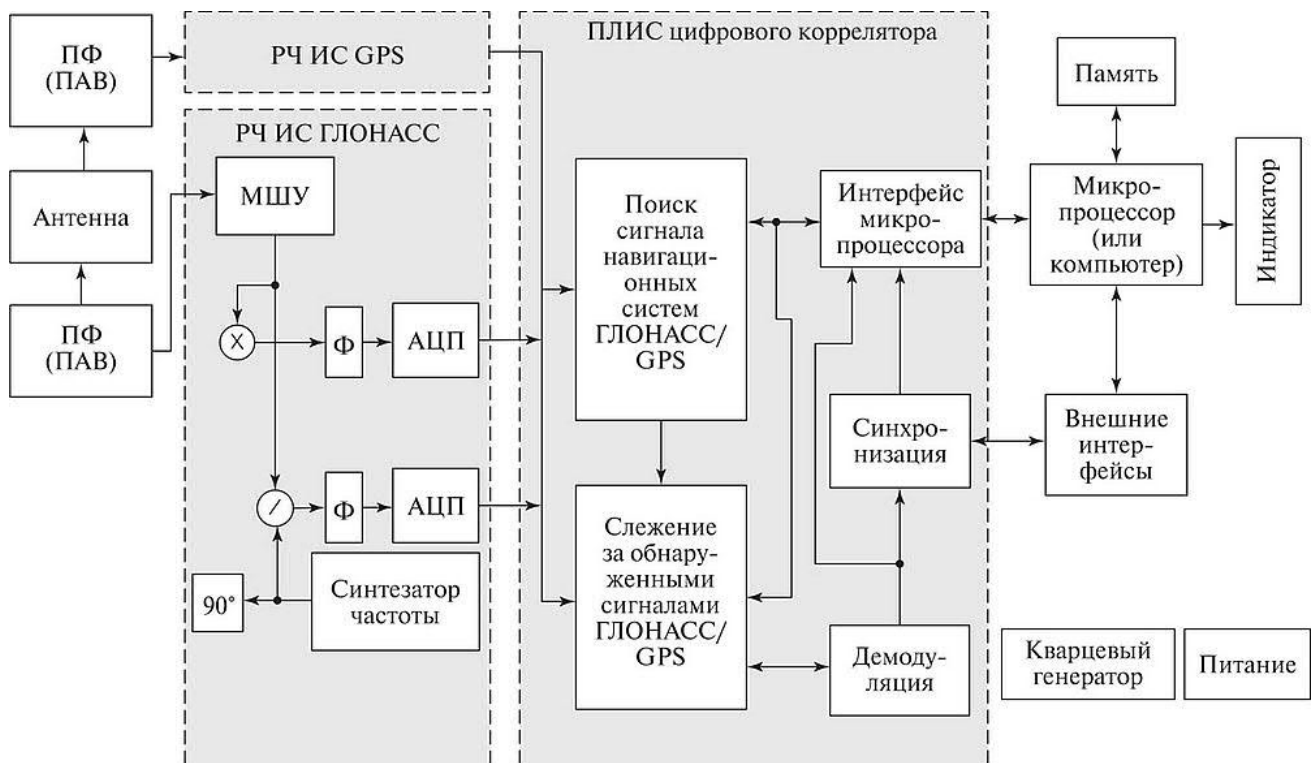 ПФ
(ПАВ)
РЧ ИС GPS
ПЛИС цифрового коррелятора
Память
РЧ ИС ГЛОНАСС
МШУ
Антенна
Поиск
сигнала
навигаци-
онных
систем
ГЛОНАСС/
GPS
Интерфейс
микро-
процессора
Микро-
процессор
(или
компьютер)
Индикатор
ПФ
(ПАВ)
X
Ф
АЦП
Синхро-
низация
Внешние
интер-
фейсы
/
Ф
АЦП
Слежение
за обнару-
женными
сигналами
ГЛОНАСС/
GPS
90°
Синтезатор
частоты
Демоду-
ляция
Кварцевый
генератор
Питание